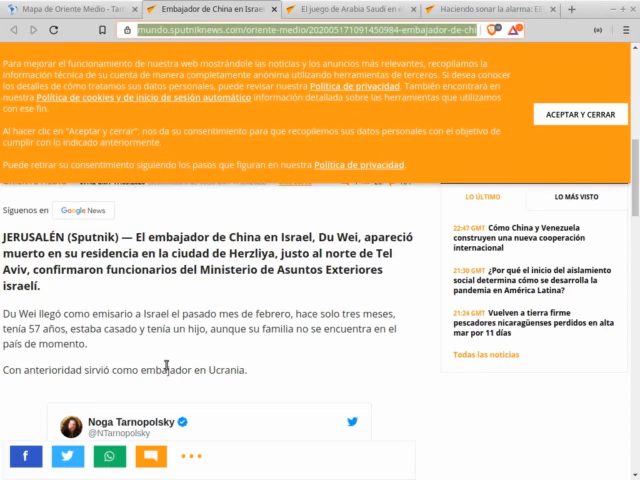 Mapa de Oriente Medio - Tam
Embajador de China en Israel
El juego de Arabia Saudí en el
Haciendo sonar la alarma: EE
mundo.sputniknews.com/oriente-medio/202005171091450984-embajador-de-chi
Para mejorar el funcionamiento de nuestra web mostrándole las noticias y los anuncios más relevantes, recopilamos la
información técnica de su cuenta de manera completamente anónima utilizando herramientas de terceros. Si desea conocer
los detalles de cómo tratamos sus datos personales, puede revisar nuestra Política de privacidad. También encontrará en
nuestra Política de cookies y de inicio de sesión automático información detallada sobre las herramientas que utilizamos
con ese fin.
Al hacer clic en "Aceptar y cerrar", nos da su consentimiento para que recopilemos sus datos personales con el objetivo de
cumplir con lo indicado anteriormente.
Puede retirar su consentimiento siguiendo los pasos que figuran en nuestra Política de privacidad.
ACEPTAR Y CERRAR
Síguenos en Google News
JERUSALÉN (Sputnik) — El embajador de China en Israel, Du Wei, apareció
muerto en su residencia en la ciudad de Herzliya, justo al norte de Tel
Aviv, confirmaron funcionarios del Ministerio de Asuntos Exteriores
israelí.
Du Wei llegó como emisario a Israel el pasado mes de febrero, hace solo tres meses,
tenía 57 años, estaba casado y tenía un hijo, aunque su familia no se encuentra en el
país de momento.
Con anterioridad sirvió como embajador en Ucrania.
Noga Tarnopolsky
@NTarnopolsky
LO ÚLTIMO
LO MÁS VISTO
22:47 GMT Cómo China y Venezuela
construyen una nueva cooperación
internacional
21:30 GMT ¿Por qué el inicio del aislamiento
social determina cómo se desarrolla la
pandemia en América Latina?
21:24 GMT Vuelven a tierra firme
pescadores nicaragüenses perdidos en alta
mar por 11 días
Todas las noticias